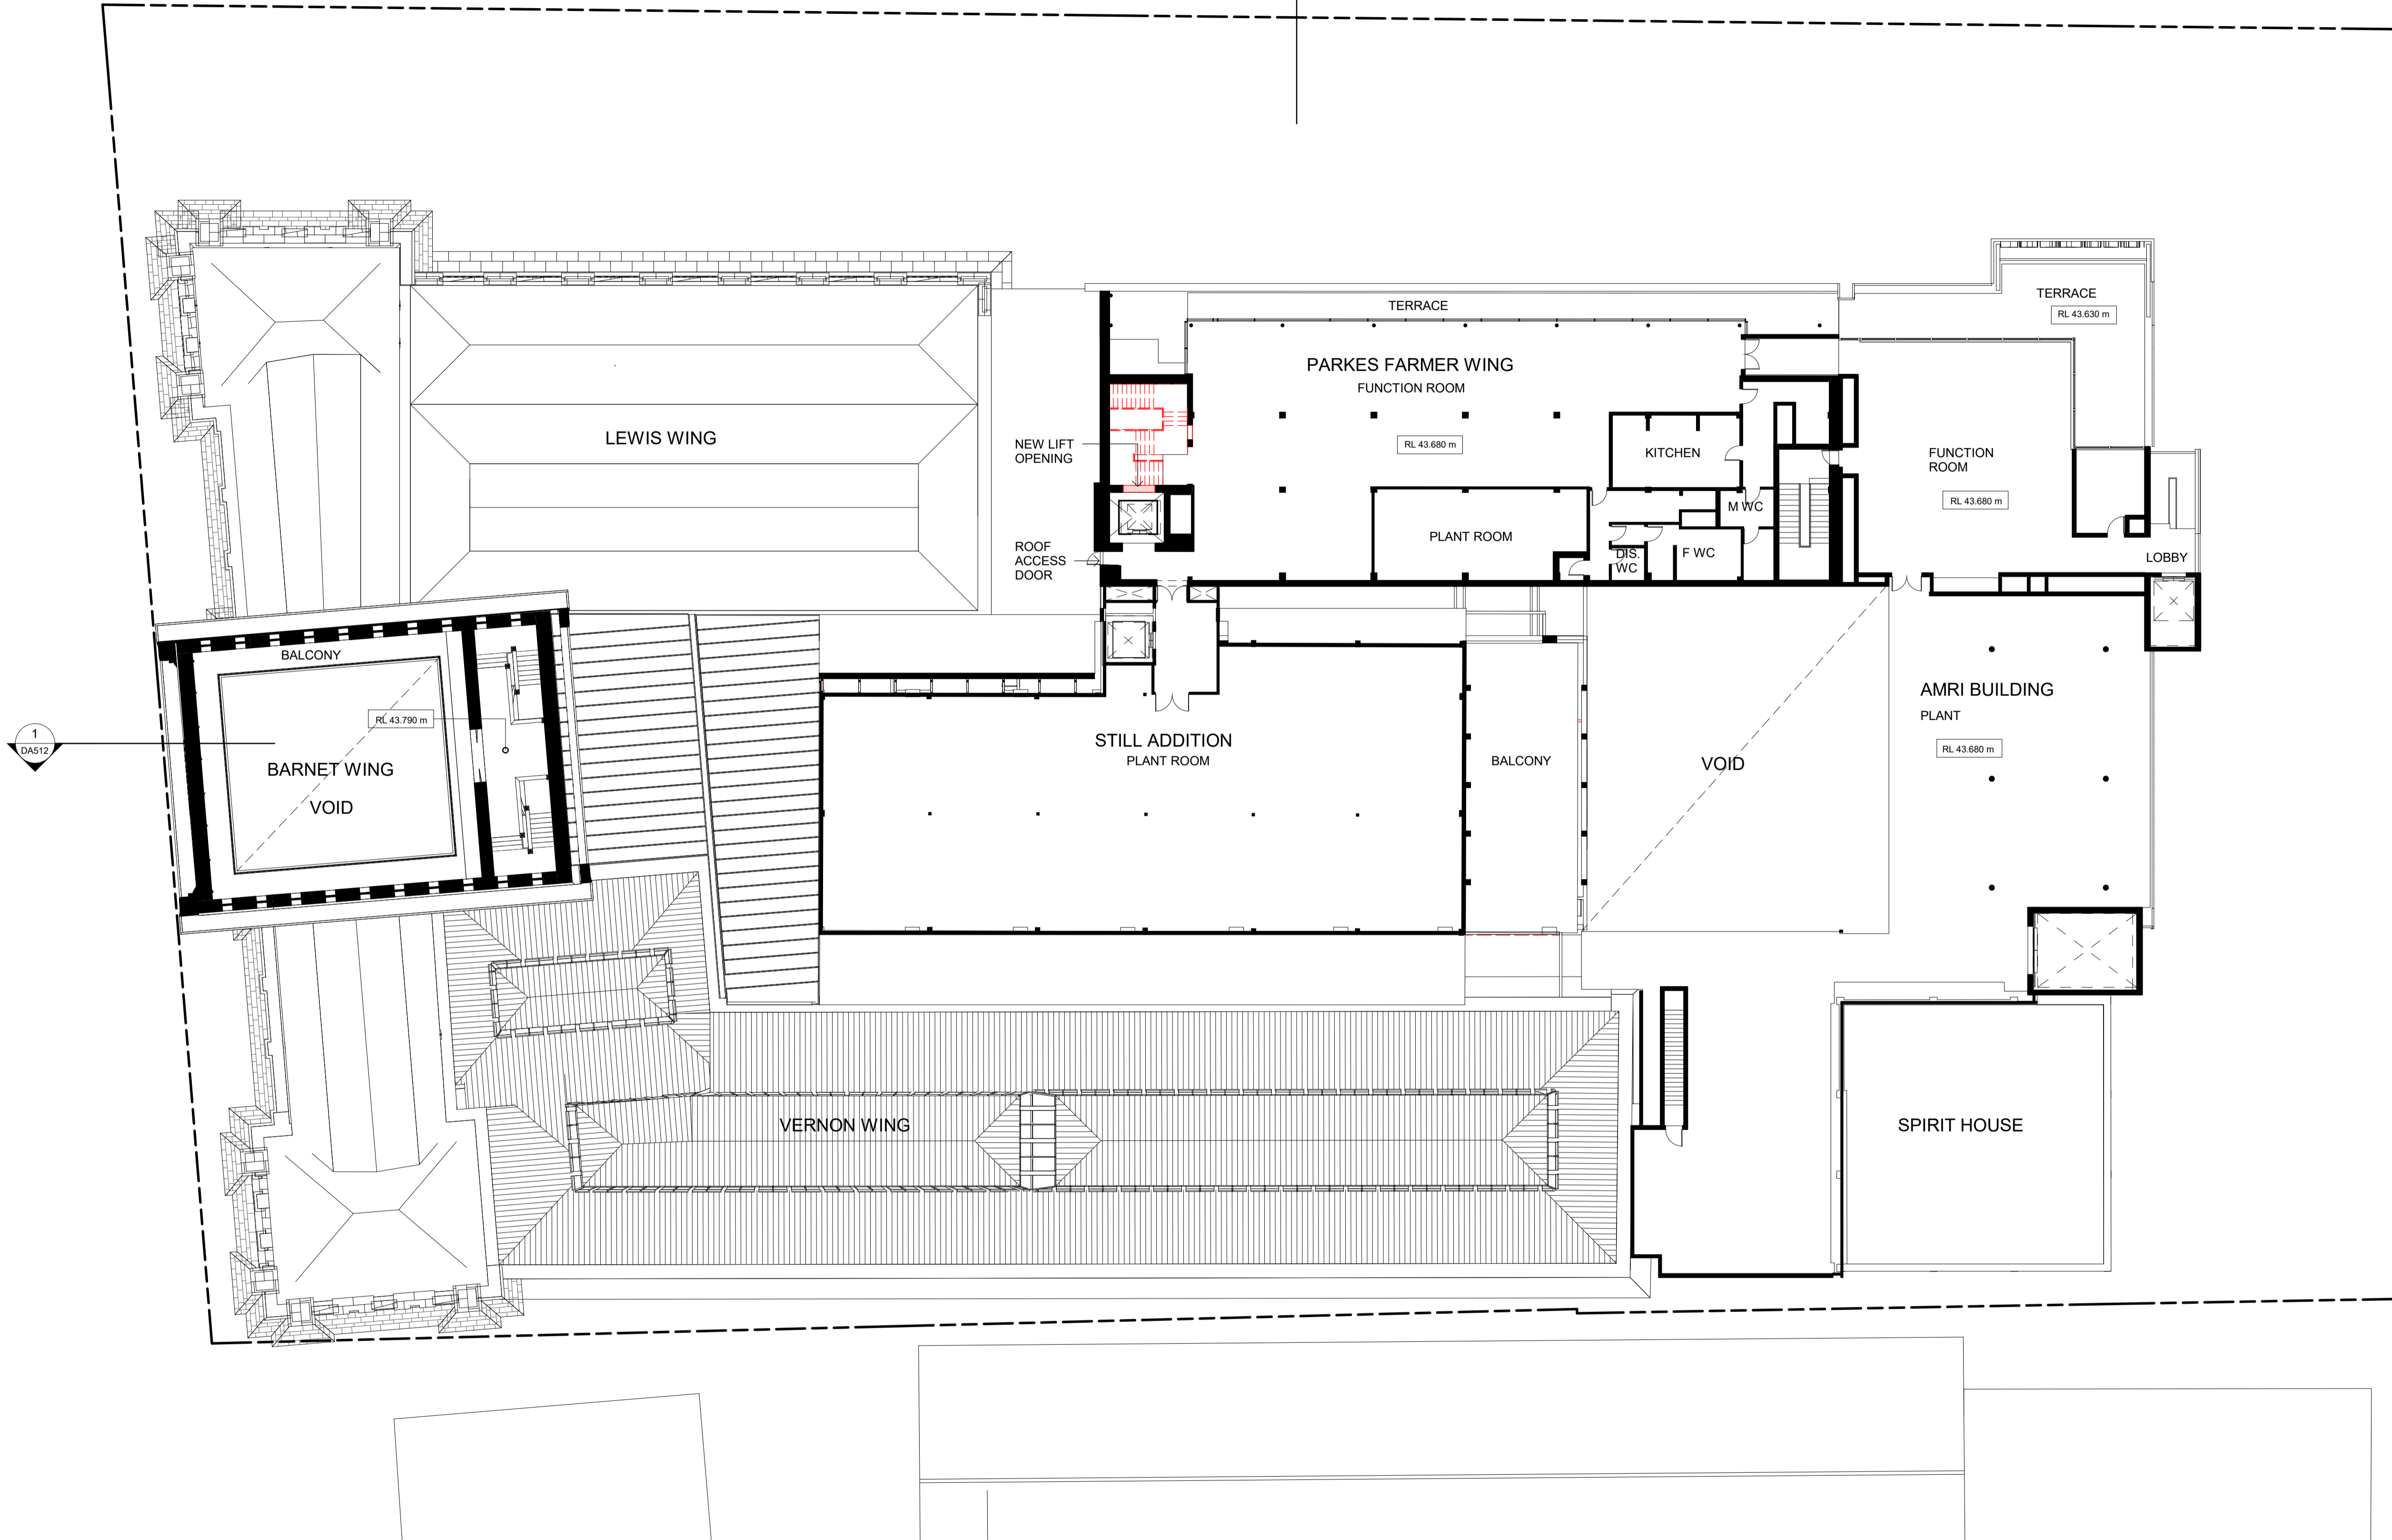 TERRACE
TERRACE
RL 43.630 m
PARKES FARMER WING
FUNCTION ROOM
LEWIS WING
NEW LIFT
OPENING
RL 43.680 m
KITCHEN
FUNCTION
ROOM
RL 43.680 m
M WC
PLANT ROOM
ROOF
ACCESS
DOOR
DIS.
WC
F WC
LOBBY
BALCONY
AMRI BUILDING
PLANT
RL 43.680 m
RL 43.790 m
1
DA512
STILL ADDITION
PLANT ROOM
BALCONY
VOID
BARNET WING
VOID
VERNON WING
SPIRIT HOUSE